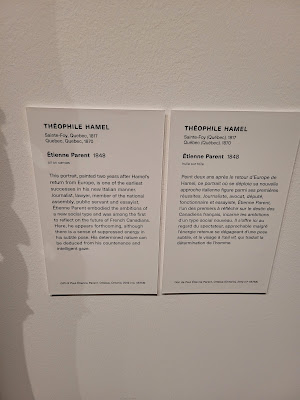 THÉOPHILE HAMEL
Sainte-Foy, Québec, 1817
Québec, Québec, 1870
Étienne Parent 1848
Oil on canvas
This portrait, painted two years after Hamel's
return from Europe, is one of the earliest
successes in his new Italian manner.
Journalist, lawyer, member of the national
assembly, public servant and essayist,
Étienne Parent embodied the ambitions of
a new social type and was among the first
to reflect on the future of French Canadians.
Here, he appears forthcoming, although
there is a sense of suppressed energy in
his subtle pose. His determined nature can
be deduced from his countenance and
intelligent gaze.
THÉOPHILE HAMEL
Sainte-Foy (Québec), 1817
Québec (Québec), 1870
Étienne Parent 1848
Huile sur toile
Peint deux ans après le retour d'Europe de
Hamel, ce portrait où se déploie sa nouvelle
approche italienne figure parmi ses premières
réussites. Journaliste, avocat, député,
fonctionnaire et essayiste, Étienne Parent,
l'un des premiers à réfléchir sur le destin des
Canadiens français, incarne les ambitions
d'un type social nouveau. Il s'offre ici au
regard du spectateur, approchable malgré
l'énergie retenue se dégageant d'une pose
subtile, et le visage à nu
la
détermination de l'homme.